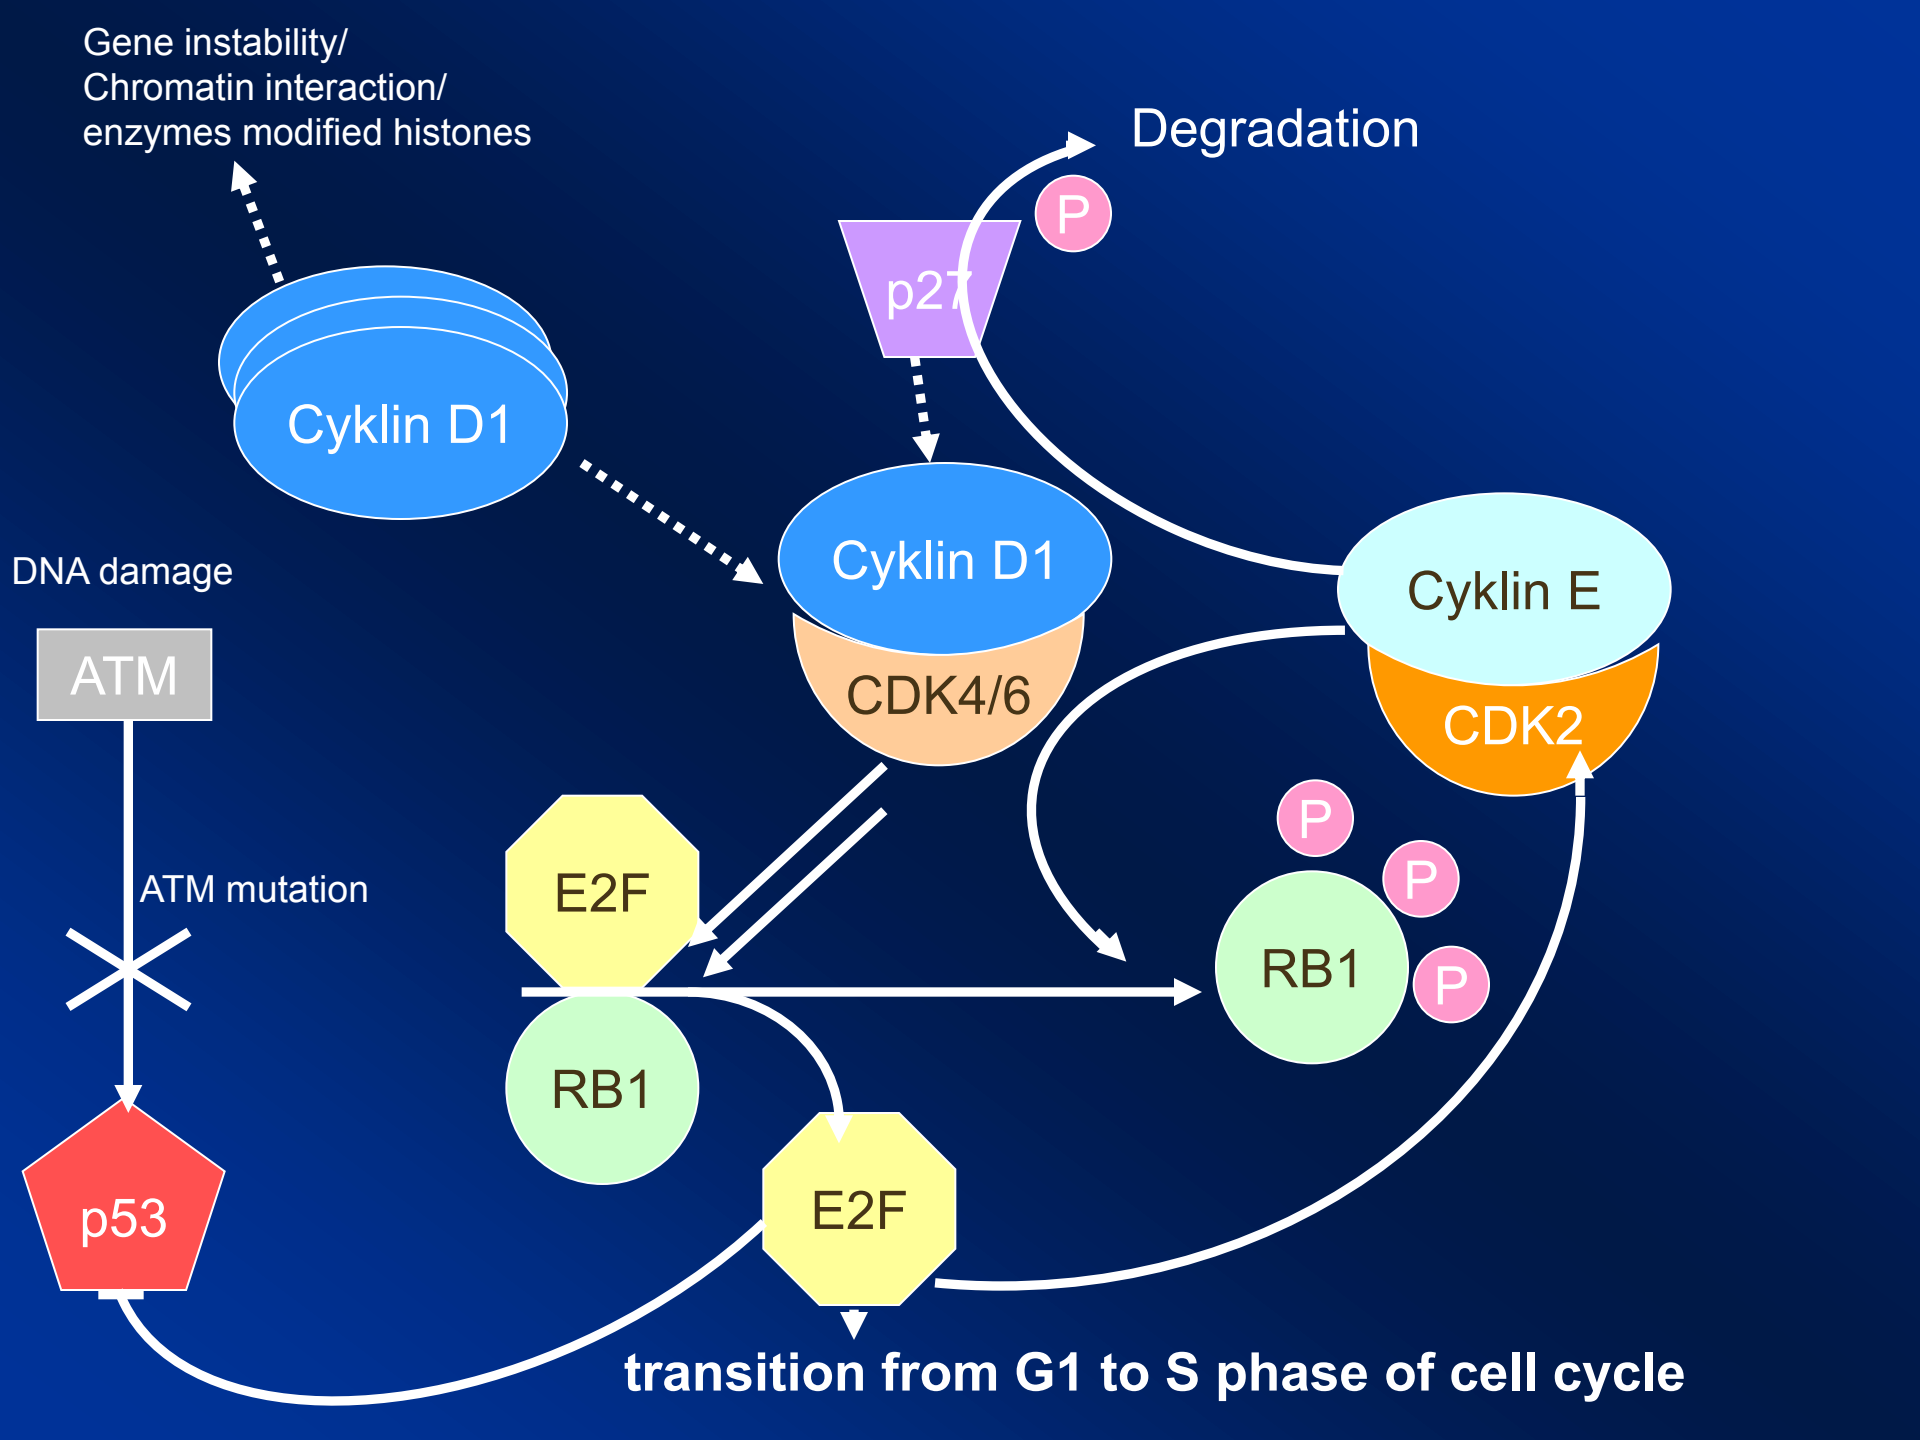 Gene instability/
Chromatin interaction/
enzymes modified histones
Degradation
P
p27
Cyklin D1
Cyklin D1
CDK4/6
Cyklin E
CDK2
DNA damage
ATM
ATM mutation
E2F
RB1
P
P
P
RB1
p53
E2F
transition from G1 to S phase of cell cycle